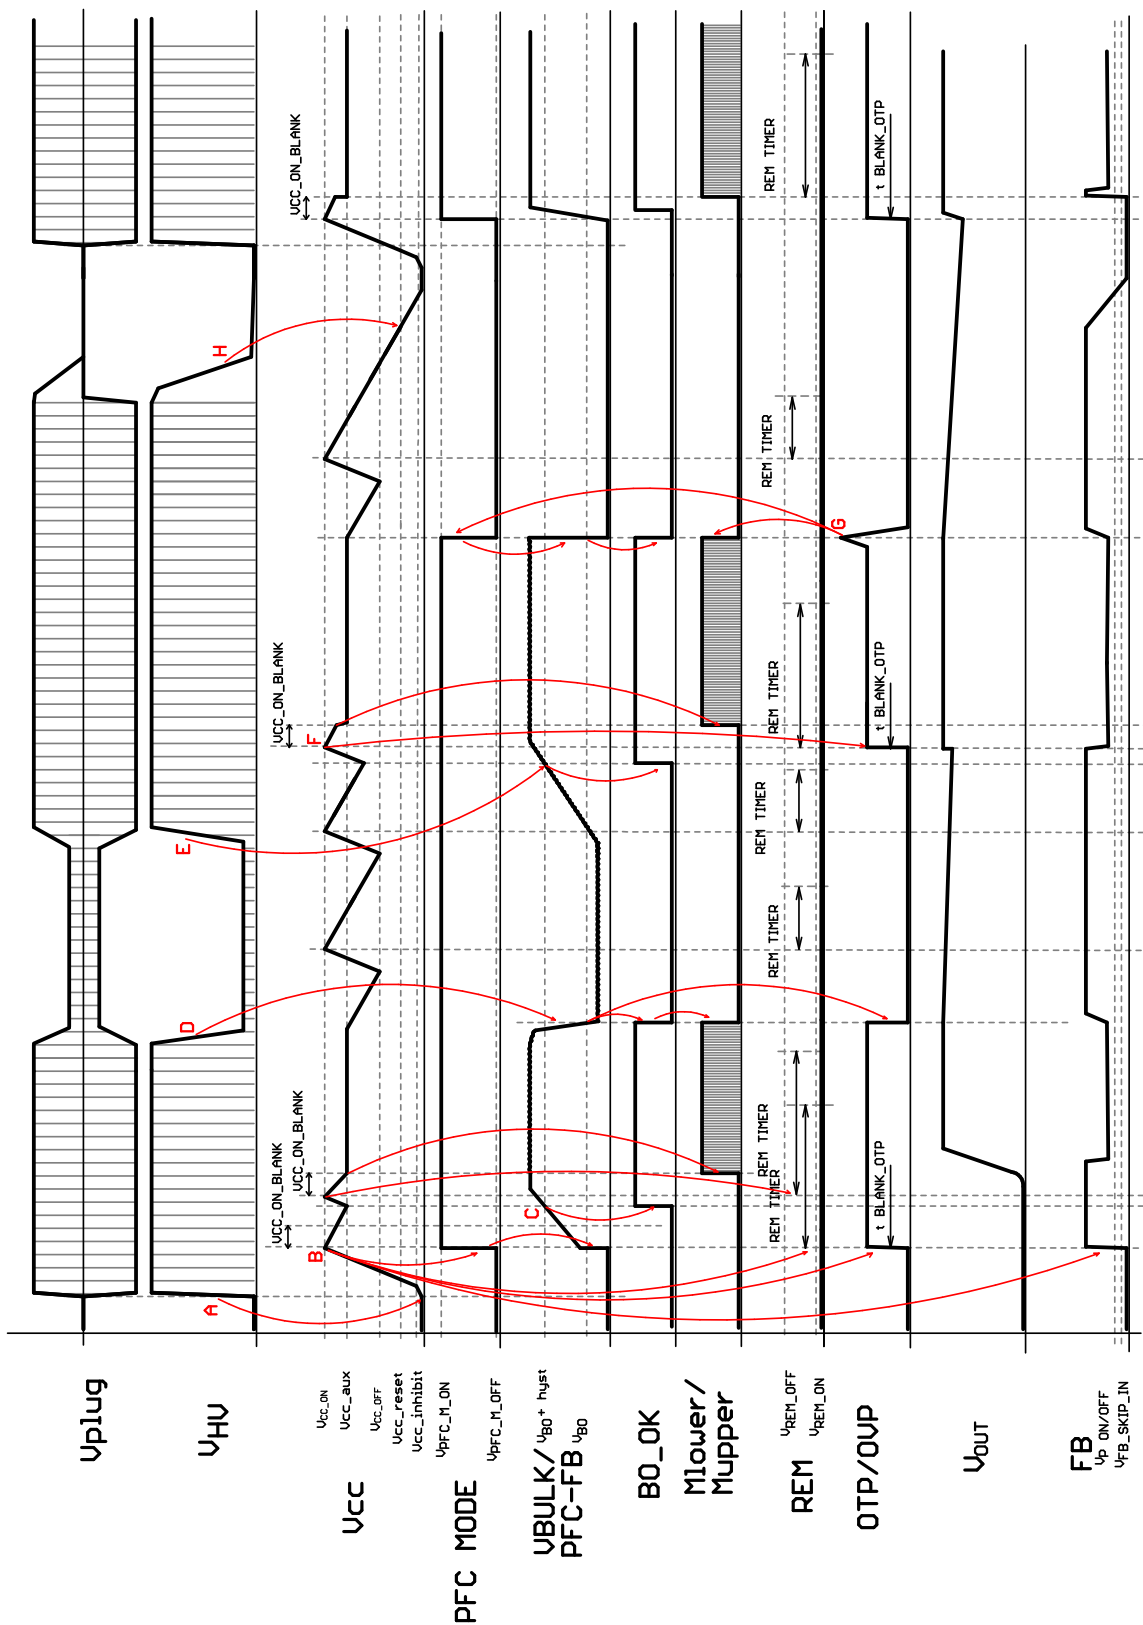 Vplug
VHV
Vcc
VCC_ON
Vcc_aux
VCC_OFF
Vcc_reset
Vcc_inhibit
PFC MODE
VPFC_M_ON
VPFC_M_OFF
VBULK/
PFC-FB
VBO+ hyst
VBO
BO_OK
Mlower/
Mupper
REM
VREM_OFF
VREM_ON
OTP/OVP
VOUT
FB
VP ON/OFF
VFB_SKIP_IN
A
B
C
D
E
F
G
H
VCC_ON_BLANK
VCC_ON_BLANK
VCC_ON_BLANK
VCC_ON_BLANK
REM TIMER
REM TIMER
REM TIMER
REM TIMER
REM TIMER
REM TIMER
REM TIMER
t BLANK_OTP
t BLANK_OTP
t BLANK_OTP